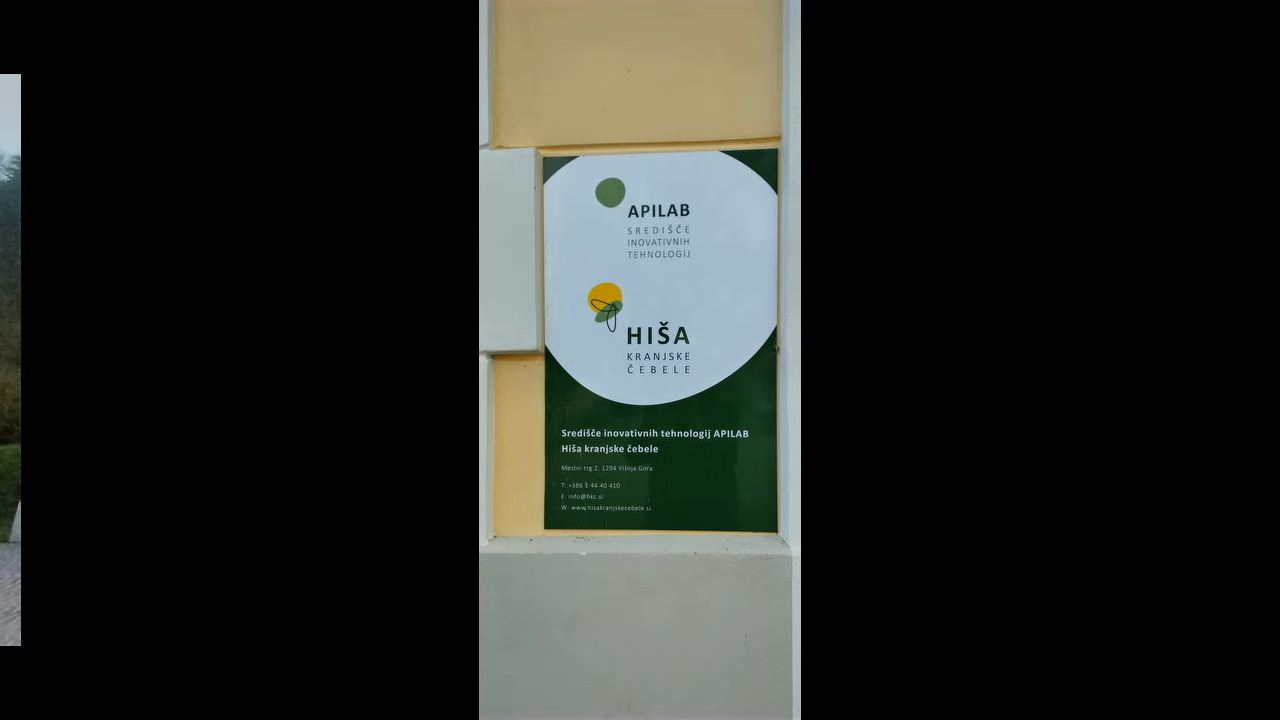 APILAB
SREDIŠČE
INOVATIVNIH
TEHNOLOGIJ
HIŠA
KRANJSKE
ČEBELE
Središče inovativnih tehnologij APILAB
Hiša kranjske čebele
Mestni trg 2, 1294 Višnja Gora
T: +386 1 44 40 410
E: info@hkc.si
W: www.hisakranjskecebele.si